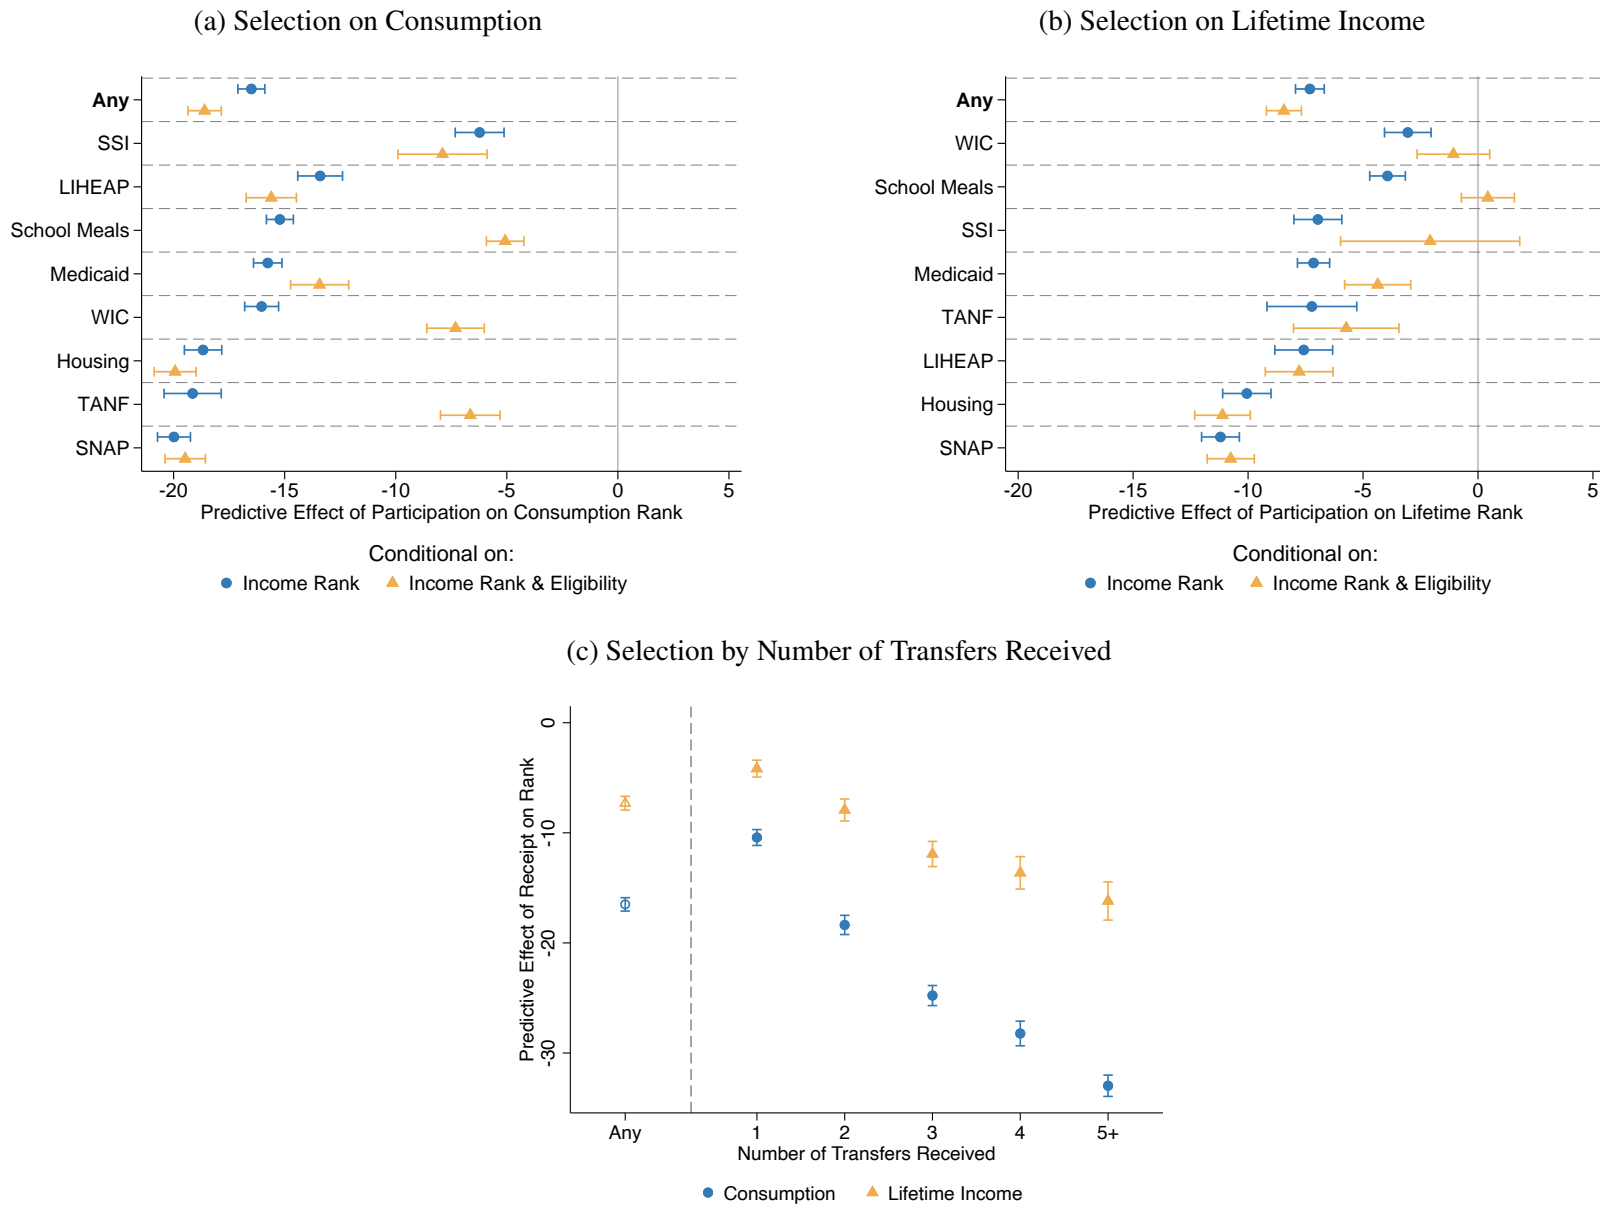 (a) Selection on Consumption
Any
SSI
LIHEAP
School Meals
Medicaid
WIC
Housing
TANF
SNAP
-20 -15 -10 -5 0 5
Predictive Effect of Participation on Consumption Rank
Conditional on:
Income Rank Income Rank & Eligibility
(b) Selection on Lifetime Income
Any
WIC
School Meals
SSI
Medicaid
TANF
LIHEAP
Housing
SNAP
-20 -15 -10 -5 0 5
Predictive Effect of Participation on Lifetime Rank
Conditional on:
Income Rank Income Rank & Eligibility
(c) Selection by Number of Transfers Received
Predictive Effect of Receipt on Rank
0
-10
-20
-30
Any 1 2 3 4 5+
Number of Transfers Received
Consumption Lifetime Income